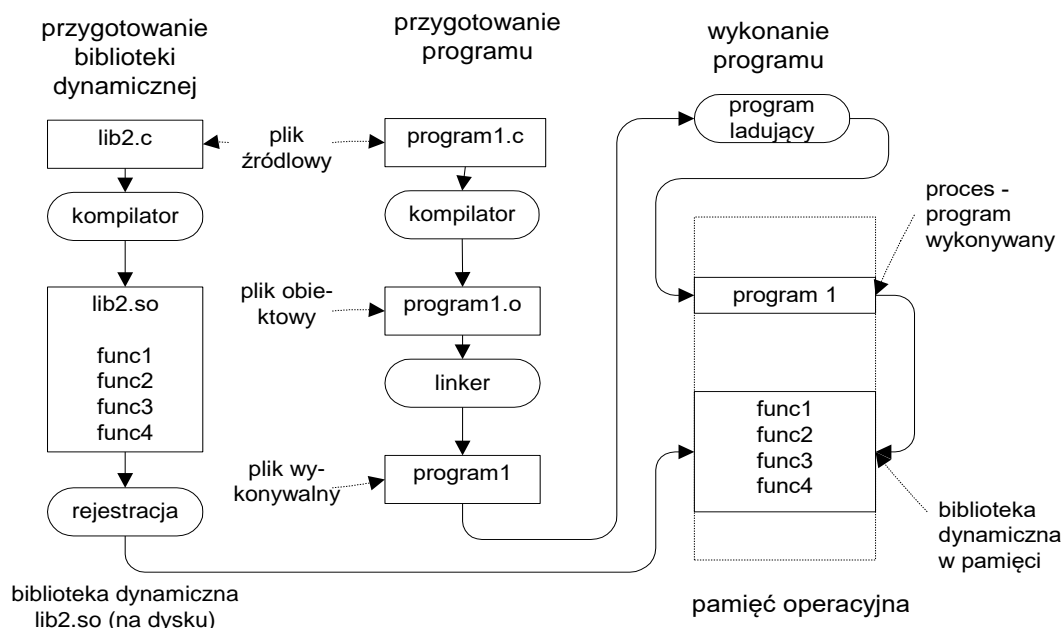 przygotowanie
biblioteki
dynamicznej
lib2.c
kompilator
lib2.so
func1
func2
func3
func4
rejestracja
biblioteka dynamiczna
lib2.so (na dysku)
plik
źródlowy
plik obie-
ktowy
plik wy-
konywalny
przygotowanie
programu
program1.c
kompilator
program1.o
linker
program1
wykonanie
programu
program
ladujący
proces -
program
wykonywany
program 1
func1
func2
func3
func4
biblioteka
dynamiczna
w pamięci
pamięć operacyjna